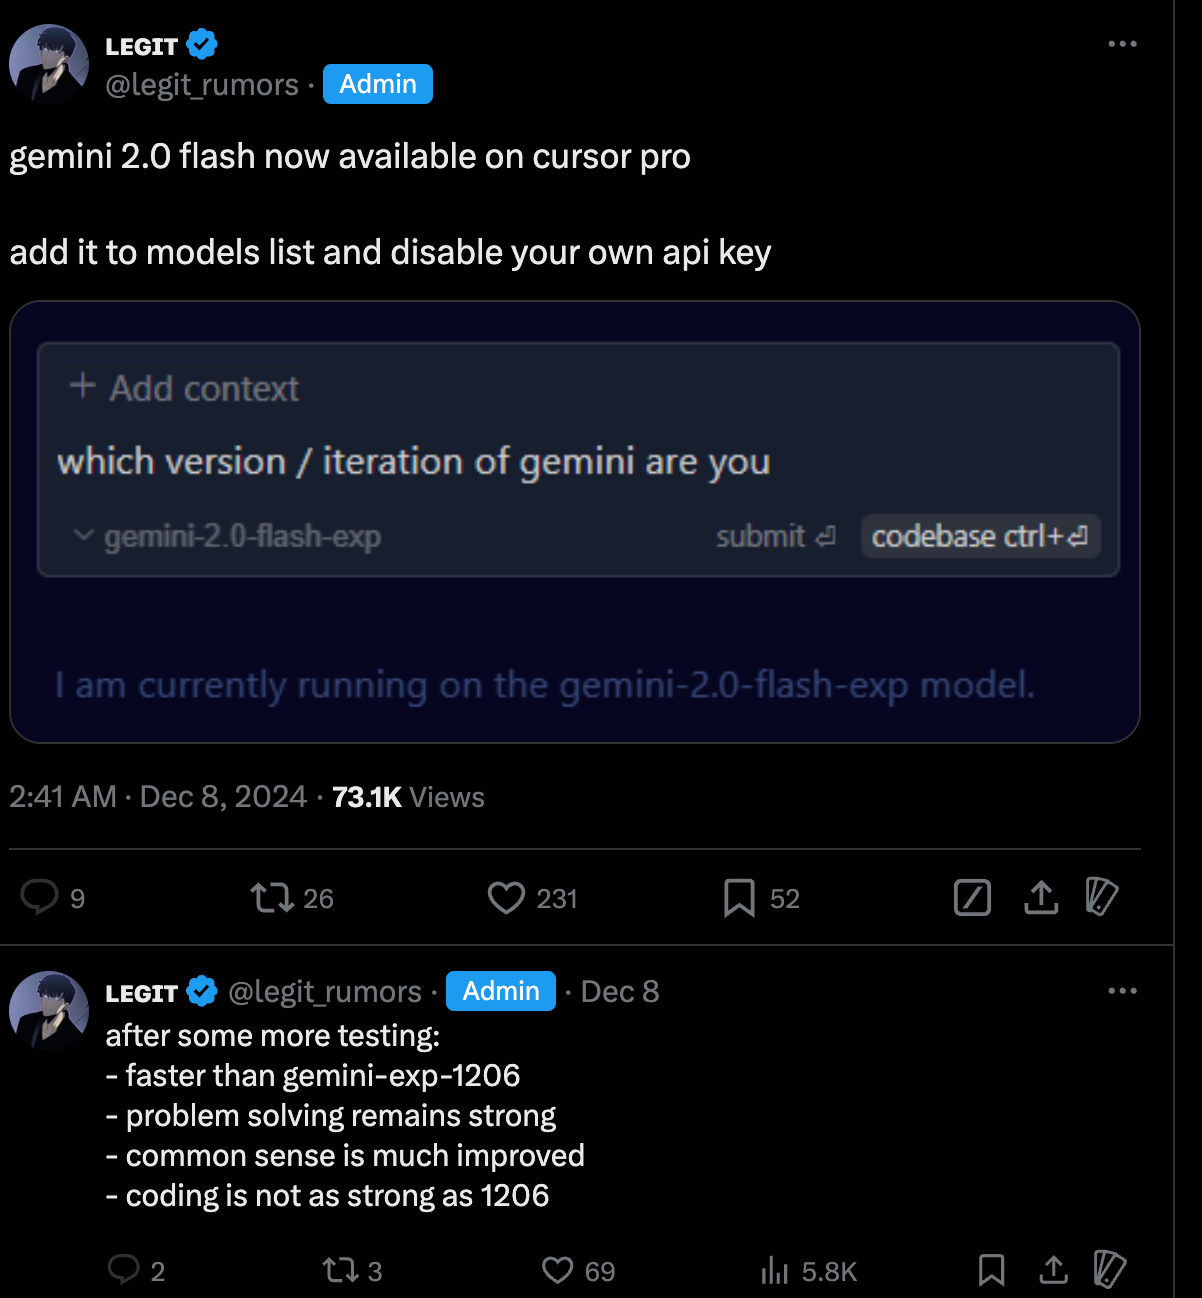 LEGIT
@legit_rumors · Admin
gemini 2.0 flash now available on cursor pro
add it to models list and disable your own api key
+ Add context
which version / iteration of gemini are you
gemini-2.0-flash-exp submit ⏎ codebase ctrl+⏎
I am currently running on the gemini-2.0-flash-exp model.
2:41 AM · Dec 8, 2024 · 73.1K Views
9 26 231 52
LEGIT @legit_rumors · Admin · Dec 8
after some more testing:
- faster than gemini-exp-1206
- problem solving remains strong
- common sense is much improved
- coding is not as strong as 1206
2 3 69 5.8K